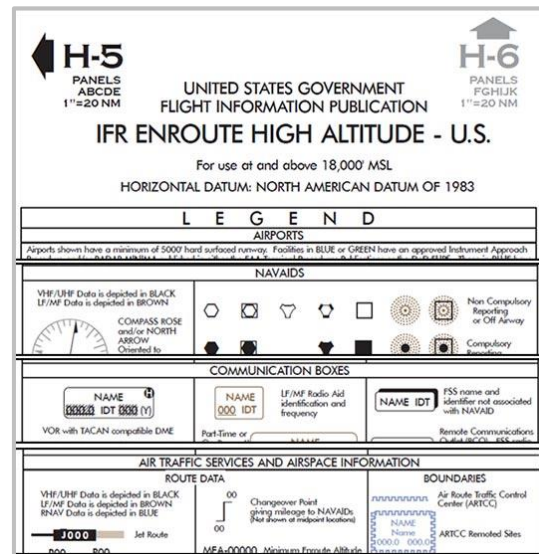 H-5
PANELS
ABCDE
1"=20 NM
H-6
PANELS
FGHIJK
1"=20 NM
UNITED STATES GOVERNMENT
FLIGHT INFORMATION PUBLICATION
IFR ENROUTE HIGH ALTITUDE - U.S.
For use at and above 18,000' MSL
HORIZONTAL DATUM: NORTH AMERICAN DATUM OF 1983
LEGEND
AIRPORTS
Airports shown have a minimum of 5000' hard surfaced runway. Facilities in BLUE or GREEN have an approved Instrument Approach
NAVAIDS
VHF/UHF Data is depicted in BLACK
LF/MF Data is depicted in BROWN
COMPASS ROSE
and/or NORTH
ARROW
Oriented to
Non Compulsory
Reporting
or Off Airway
Compulsory
Reporting
COMMUNICATION BOXES
NAME
000.0 IDT 000 (Y)
H
VOR with TACAN compatible DME
NAME
000 IDT
LF/MF Radio Aid
identification and
frequency
Part-Time or
NAME
NAME IDT
FSS name and
identifier not associated
with NAVAID
Remote Communications
AIR TRAFFIC SERVICES AND AIRSPACE INFORMATION
ROUTE DATA
VHF/UHF Data is depicted in BLACK
LF/MF Data is depicted in BROWN
RNAV Data is depicted in BLUE
J000
Jet Route
00
00
Changeover Point
giving mileage to NAVAIDs
(Not shown at midpoint locations)
MEA-00000 Minimum Enroute Altitude
BOUNDARIES
Air Route Traffic Control
Center (ARTCC)
NAME
Name
000.0 000.0
ARTCC Remoted Sites